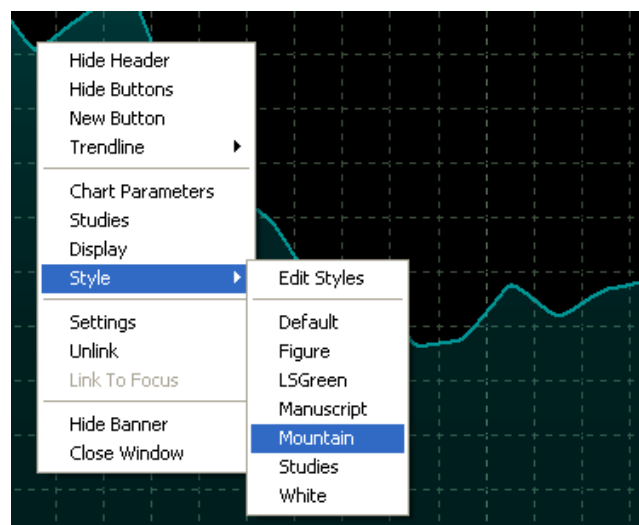 Hide Header
Hide Buttons
New Button
Trendline
Chart Parameters
Studies
Display
Style
Settings
Unlink
Link To Focus
Hide Banner
Close Window
Edit Styles
Default
Figure
LSGreen
Manuscript
Mountain
Studies
White